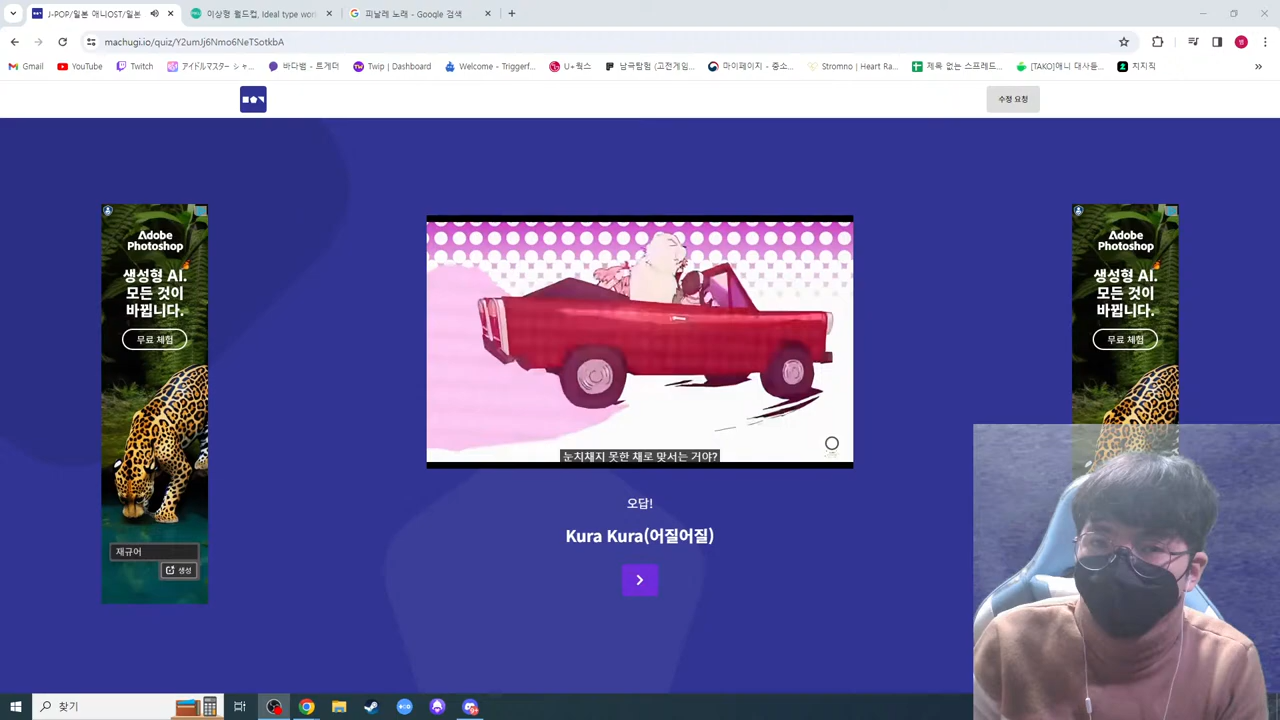 J-POP/일본 애니OST/일본
이상형 월드컵, Ideal type wor
피날레 노래 - Google 검색
machugi.io/quiz/Y2umJj6Nmo6NeTSotkbA
Gmail
YouTube
Twitch
アイドルマスター シャ...
바다뱀 - 트게더
Twip | Dashboard
Welcome - Triggerf...
U+웍스
남극탐험 (고전게임...
마이페이지 - 중소...
Stromno | Heart Ra...
제목 없는 스프레드...
[TAKO]애니 대사듣...
지지직
수정 요청
Adobe
Photoshop
생성형 AI.
모든 것이
바뀝니다.
무료 체험
재규어
생성
눈치채지 못한 채로 맞서는 거야?
오답!
Kura Kura(어질어질)
Adobe
Photoshop
생성형 AI.
모든 것이
바뀝니다.
무료 체험
찾기